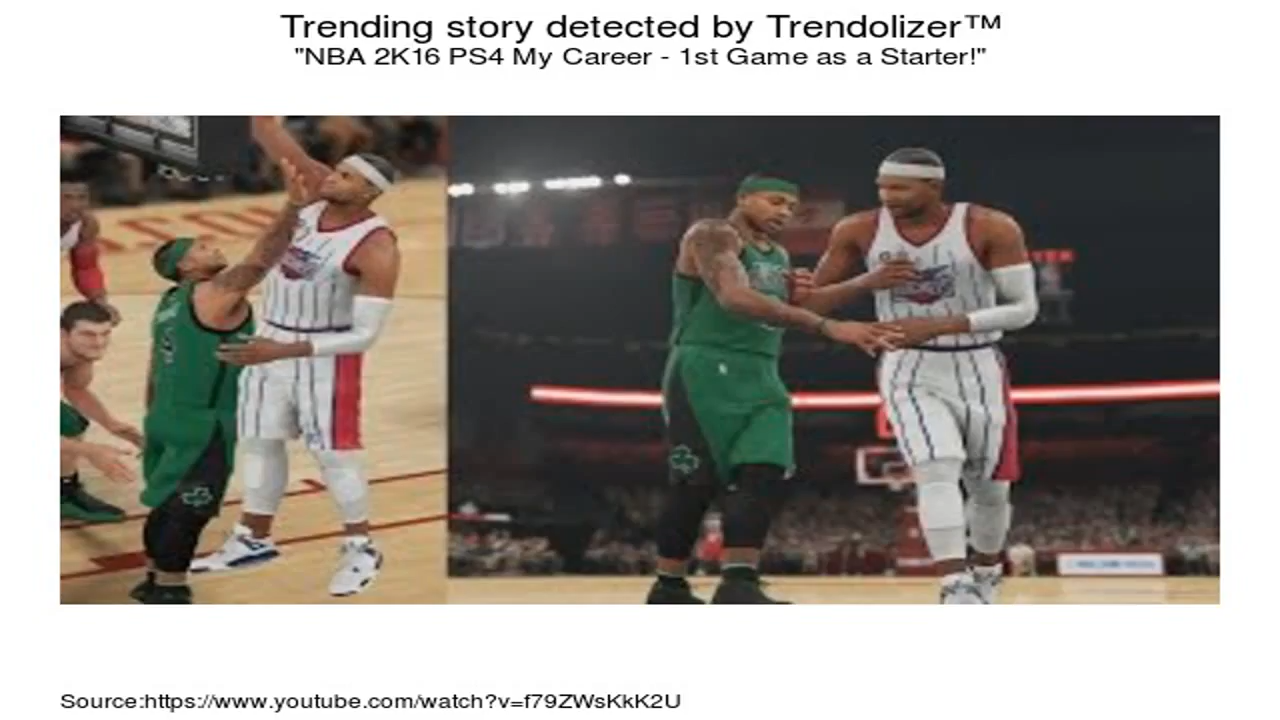 Trending story detected by Trendolizer™
"NBA 2K16 PS4 My Career - 1st Game as a Starter!"
Source:https://www.youtube.com/watch?v=f79ZWsKkK2U